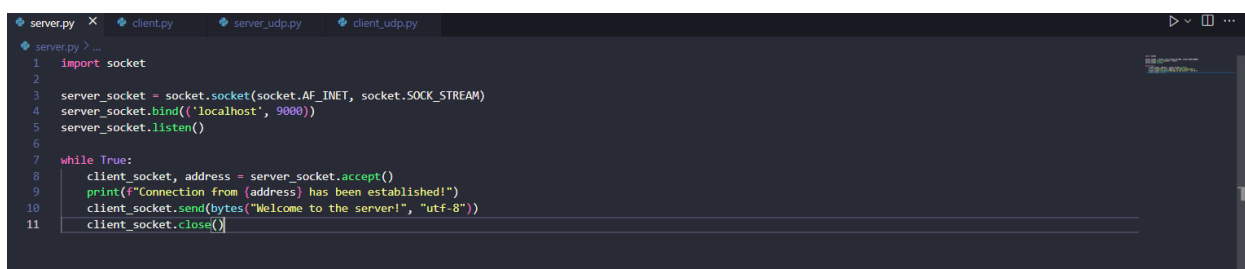 server.py × client.py server_udp.py client_udp.py
server.py > ...
1 import socket
2
3 server_socket = socket.socket(socket.AF_INET, socket.SOCK_STREAM)
4 server_socket.bind(('localhost', 9000))
5 server_socket.listen()
6
7 while True:
8     client_socket, address = server_socket.accept()
9     print(f"Connection from {address} has been established!")
10     client_socket.send(bytes("Welcome to the server!", "utf-8"))
11     client_socket.close()